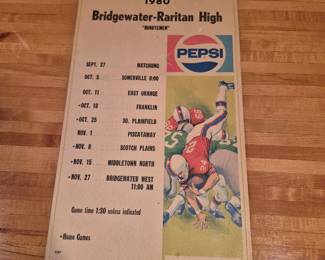 1980
Bridgewater-Raritan High
"MINUTEMEN"
PEPSI
SEPT. 27 WATCHUNG
OCT. 5 SOMERVILLE 8:00
OCT. 11 EAST ORANGE
•OCT. 18 FRANKLIN
•OCT. 25 SO. PLAINFIELD
NOV. 1 PISCATAWAY
•NOV. 8 SCOTCH PLAINS
•NOV. 15 MIDDLETOWN NORTH
•NOV. 27 BRIDGEWATER WEST
11:00 AM
Game time 1:30 unless indicated
•Home Games